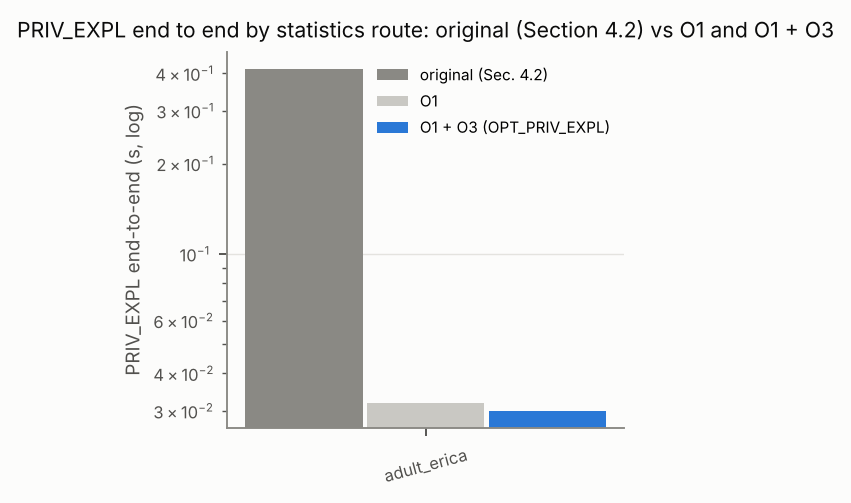 PRIV_EXPL end to end by statistics route: original (Section 4.2) vs O1 and O1 + O3
PRIV_EXPL end-to-end (s, log)
4 × 10⁻¹
3 × 10⁻¹
2 × 10⁻¹
10⁻¹
6 × 10⁻²
4 × 10⁻²
3 × 10⁻²
original (Sec. 4.2)
O1
O1 + O3 (OPT_PRIV_EXPL)
adult_erica